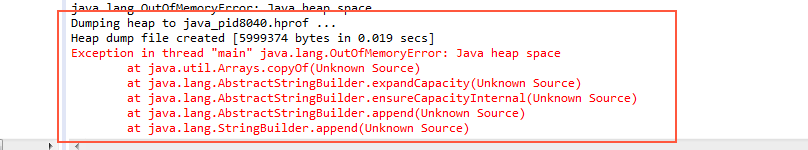 java.lang.OutOfMemoryError: Java heap space
Dumping heap to java_pid8040.hprof ...
Heap dump file created [5999374 bytes in 0.019 secs]
Exception in thread "main" java.lang.OutOfMemoryError: Java heap space
at java.util.Arrays.copyOf(Unknown Source)
at java.lang.AbstractStringBuilder.expandCapacity(Unknown Source)
at java.lang.AbstractStringBuilder.ensureCapacityInternal(Unknown Source)
at java.lang.AbstractStringBuilder.append(Unknown Source)
at java.lang.StringBuilder.append(Unknown Source)